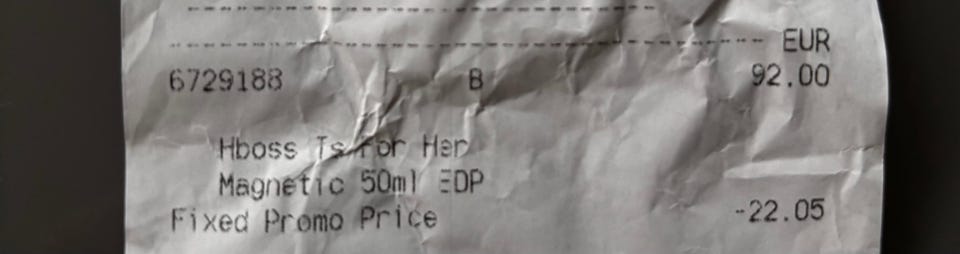 EUR
6729188 B 92.00
Hboss Ts for Her
Magnetic 50ml EDP
Fixed Promo Price -22.05